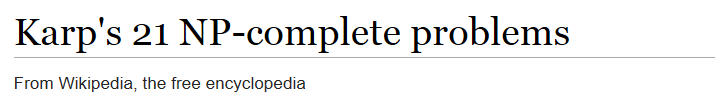 Karp's 21 NP-complete problems
From Wikipedia, the free encyclopedia